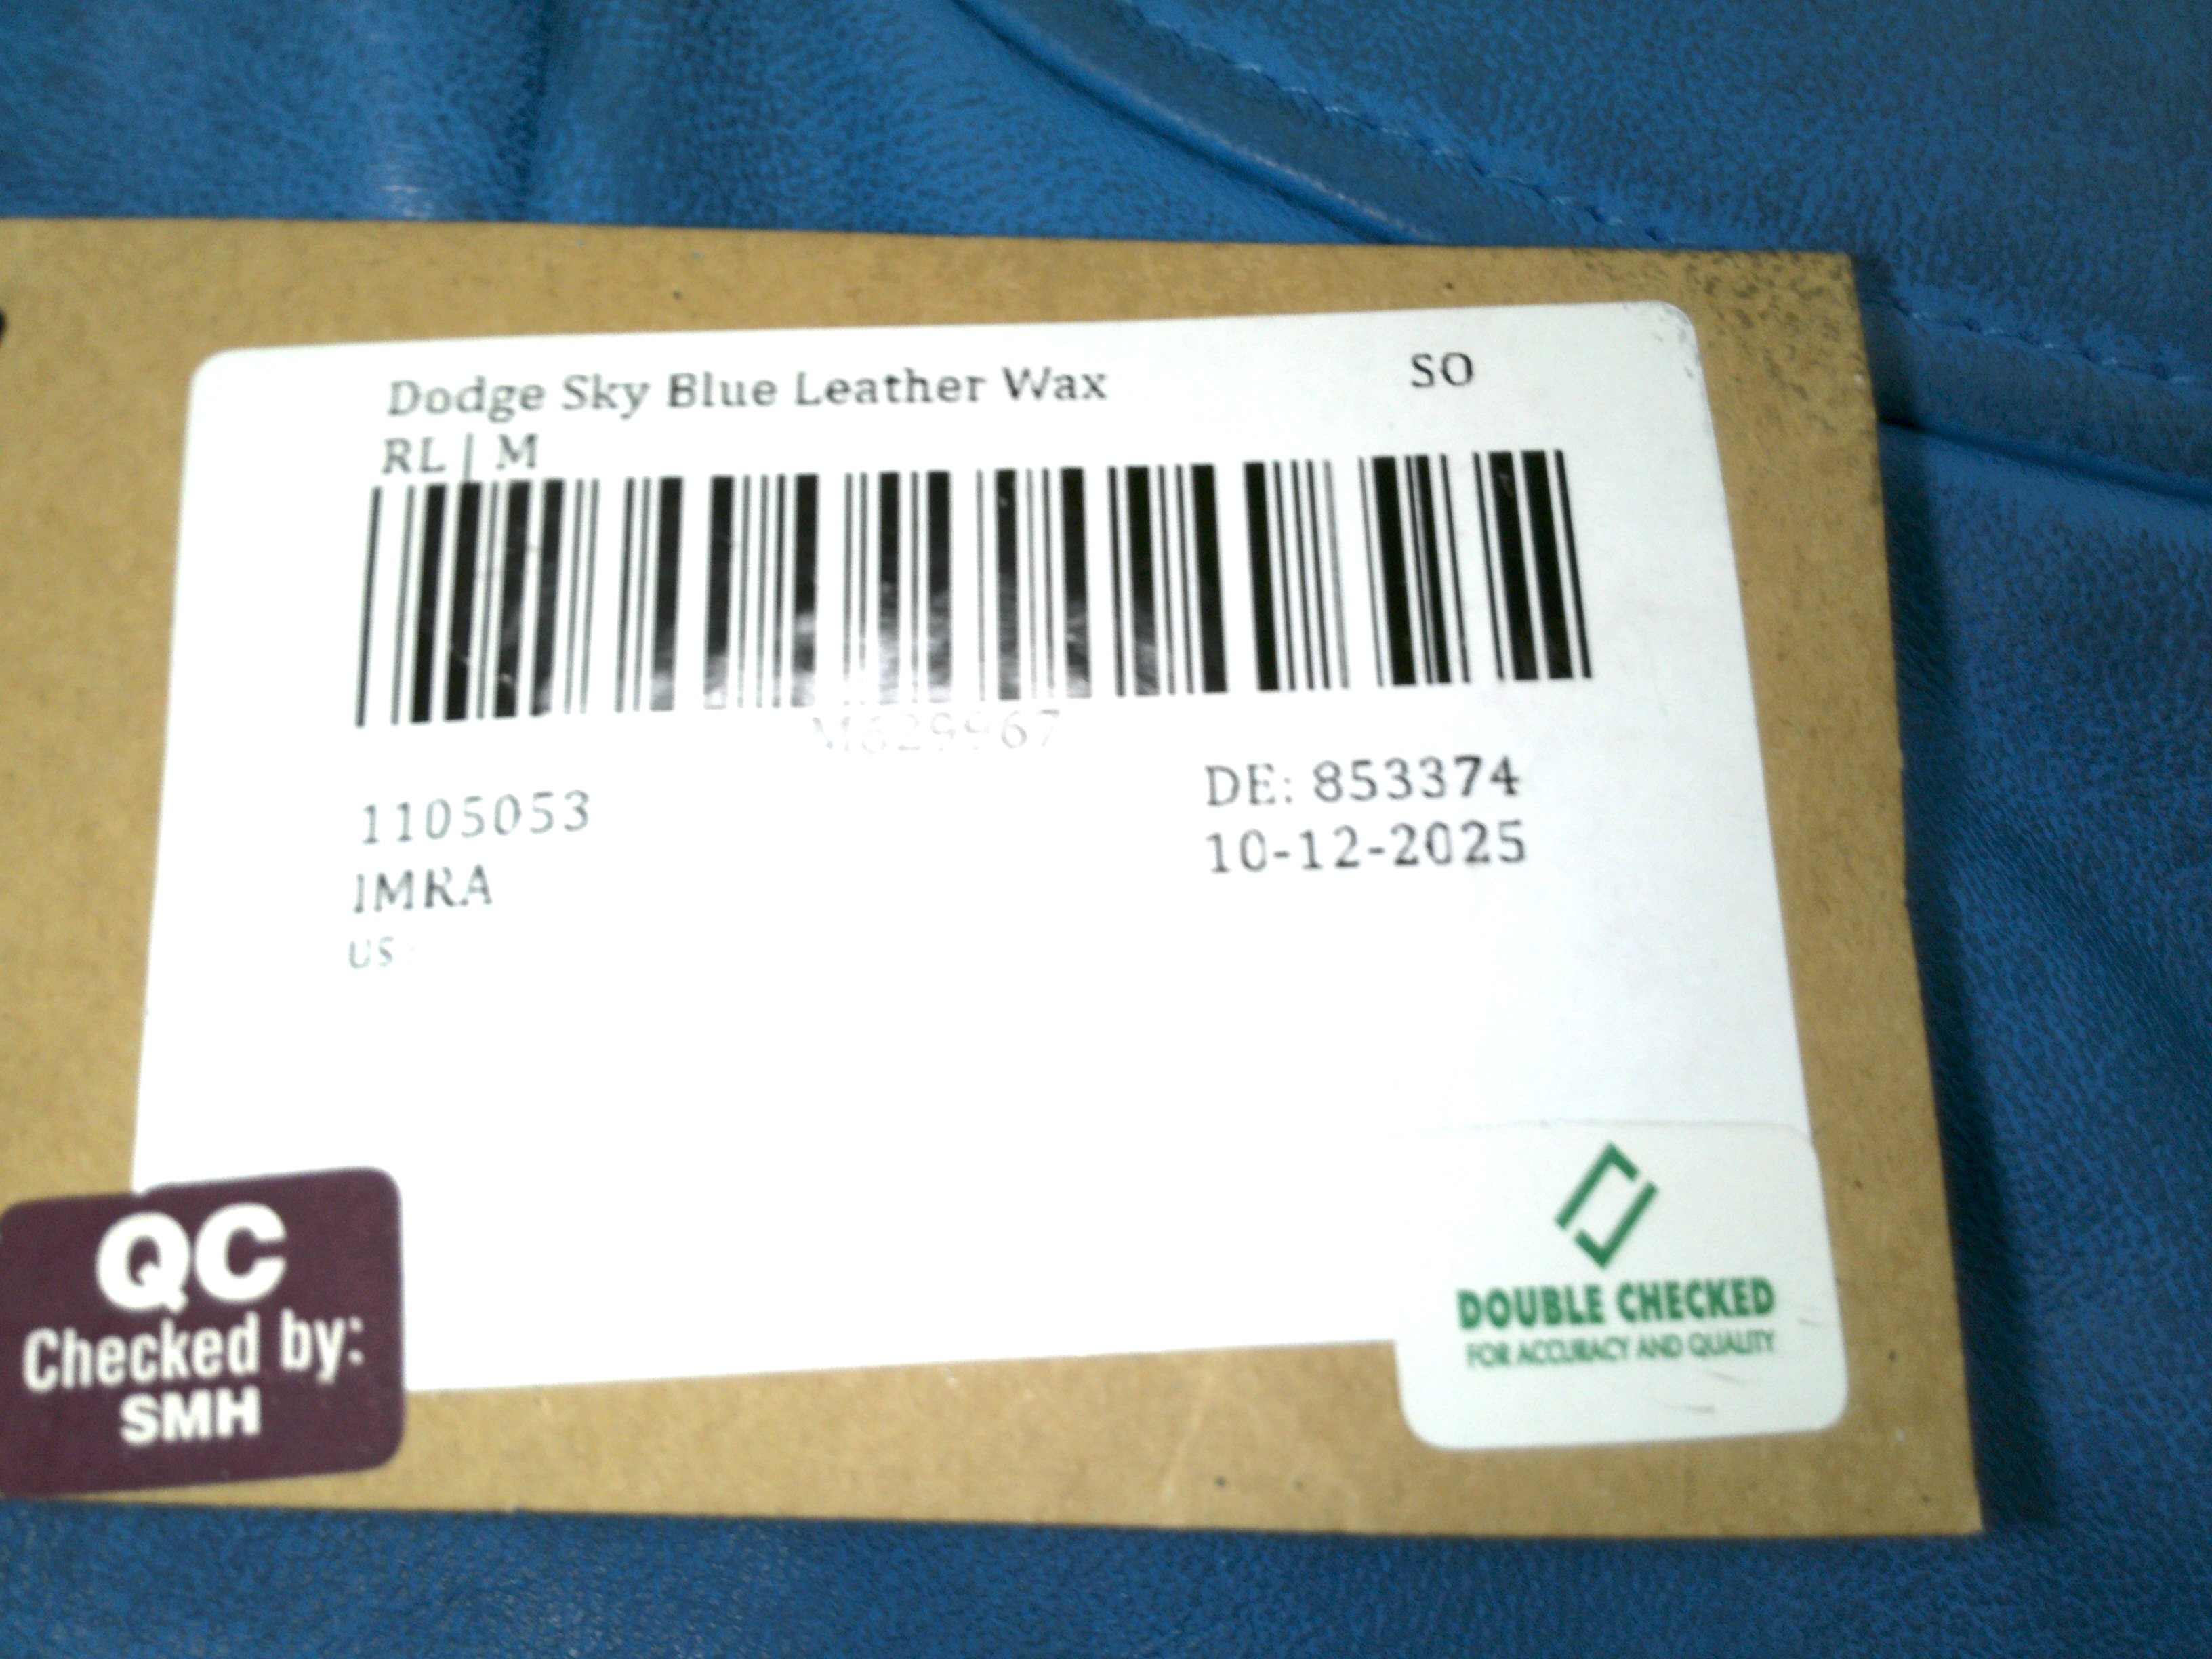 Dodge Sky Blue Leather Wax
SO
RL | M
M629967
1105053
DE: 853374
IMRA
10-12-2025
US
QC
Checked by:
SMH
DOUBLE CHECKED
FOR ACCURACY AND QUALITY